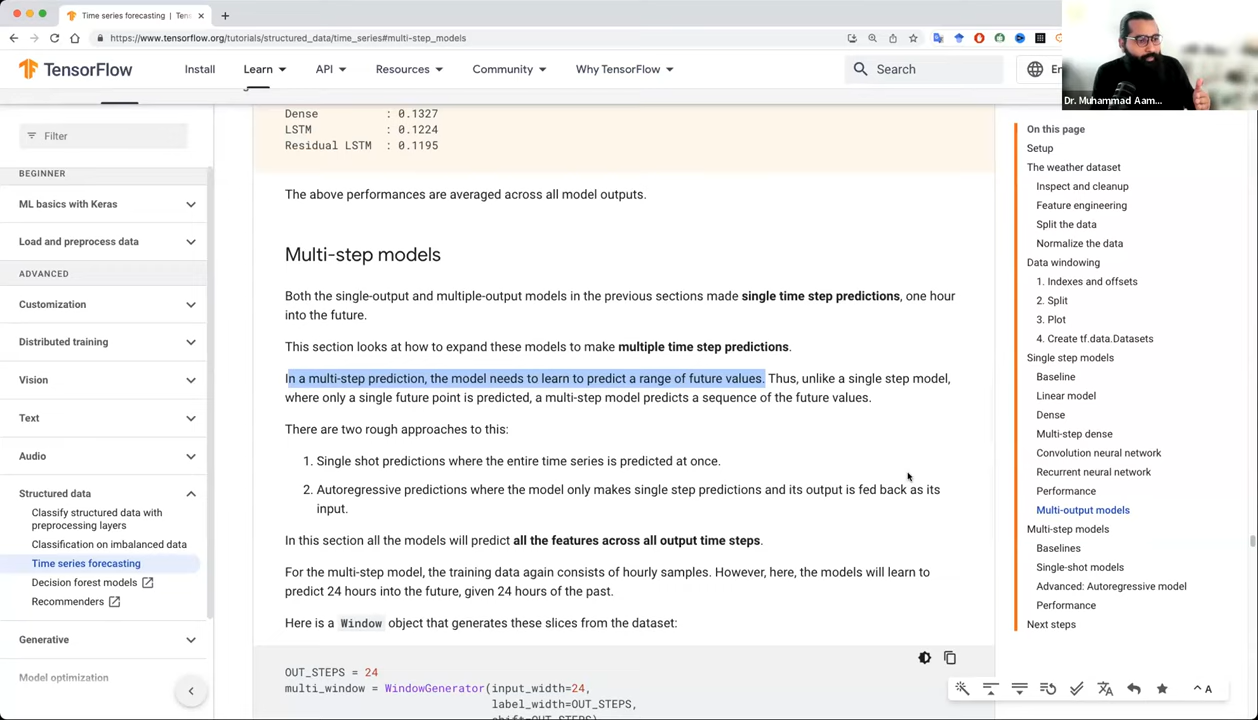 Time series forecasting | Ten
https://www.tensorflow.org/tutorials/structured_data/time_series#multi-step_models
TensorFlow
Install
Learn
API
Resources
Community
Why TensorFlow
Search
En
Dr. Muhammad Aam...
Filter
BEGINNER
ML basics with Keras
Load and preprocess data
ADVANCED
Customization
Distributed training
Vision
Text
Audio
Structured data
Classify structured data with
preprocessing layers
Classification on imbalanced data
Time series forecasting
Decision forest models
Recommenders
Generative
Model optimization
Dense : 0.1327
LSTM : 0.1224
Residual LSTM : 0.1195
The above performances are averaged across all model outputs.
Multi-step models
Both the single-output and multiple-output models in the previous sections made single time step predictions, one hour
into the future.
This section looks at how to expand these models to make multiple time step predictions.
In a multi-step prediction, the model needs to learn to predict a range of future values. Thus, unlike a single step model,
where only a single future point is predicted, a multi-step model predicts a sequence of the future values.
There are two rough approaches to this:
1. Single shot predictions where the entire time series is predicted at once.
2. Autoregressive predictions where the model only makes single step predictions and its output is fed back as its
input.
In this section all the models will predict all the features across all output time steps.
For the multi-step model, the training data again consists of hourly samples. However, here, the models will learn to
predict 24 hours into the future, given 24 hours of the past.
Here is a Window object that generates these slices from the dataset:
OUT_STEPS = 24
multi_window = WindowGenerator(input_width=24,
label_width=OUT_STEPS,
shift=OUT_STEPS)
On this page
Setup
The weather dataset
Inspect and cleanup
Feature engineering
Split the data
Normalize the data
Data windowing
1. Indexes and offsets
2. Split
3. Plot
4. Create tf.data.Datasets
Single step models
Baseline
Linear model
Dense
Multi-step dense
Convolution neural network
Recurrent neural network
Performance
Multi-output models
Multi-step models
Baselines
Single-shot models
Advanced: Autoregressive model
Performance
Next steps
A